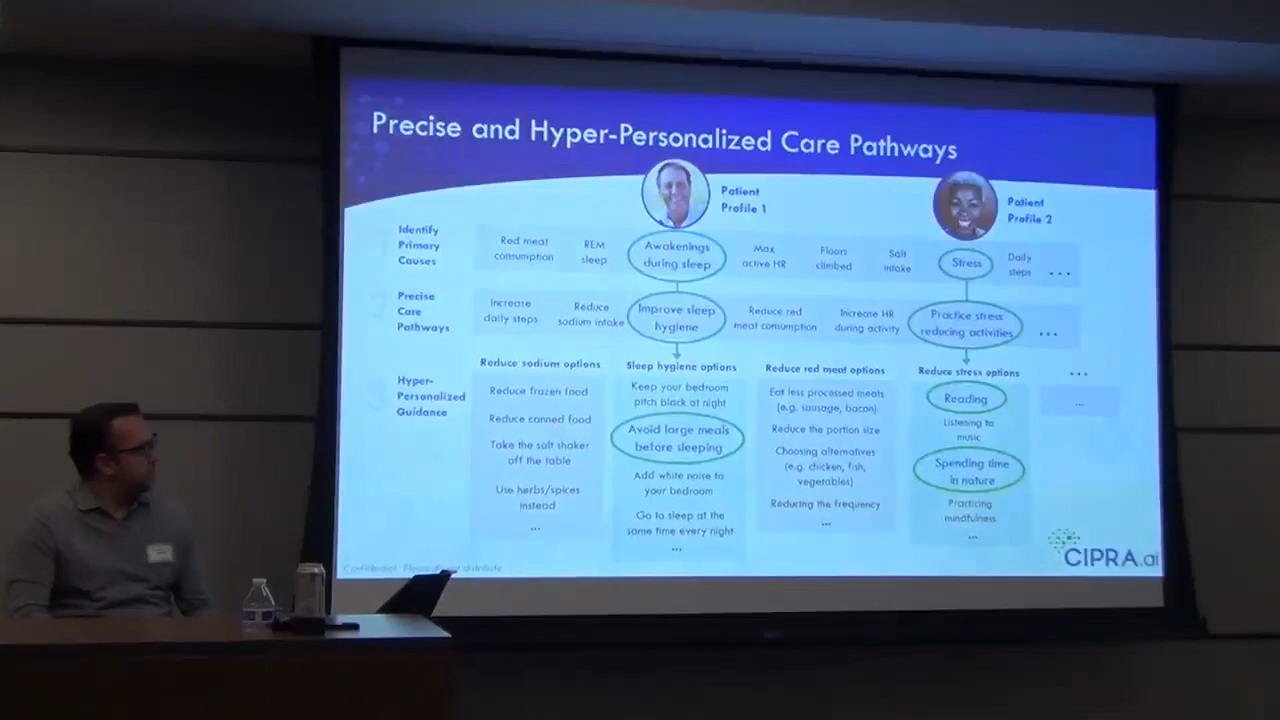 Precise and Hyper-Personalized Care Pathways
Patient
Profile 1
Patient
Profile 2
Identify
Primary
Causes
Red meat
consumption
REM
sleep
Awakenings
during sleep
Max
active HR
Floors
climbed
Salt
intake
Stress
Daily
steps
...
Precise
Care
Pathways
Increase
daily steps
Reduce
sodium intake
Improve sleep
hygiene
Reduce red
meat consumption
Increase HR
during activity
Practice stress
reducing activities
...
Hyper-
Personalized
Guidance
Reduce sodium options
Reduce frozen food
Reduce canned food
Take the salt shaker
off the table
Use herbs/spices
instead
...
Sleep hygiene options
Keep your bedroom
pitch black at night
Avoid large meals
before sleeping
Add white noise to
your bedroom
Go to sleep at the
same time every night
...
Reduce red meat options
Eat less processed meats
(e.g. sausage, bacon)
Reduce the portion size
Choosing alternatives
(e.g. chicken, fish,
vegetables)
Reducing the frequency
...
Reduce stress options
Reading
Listening to
music
Spending time
in nature
Practicing
mindfulness
...
...
...
Confidential. Please do not distribute
CIPRA.ai